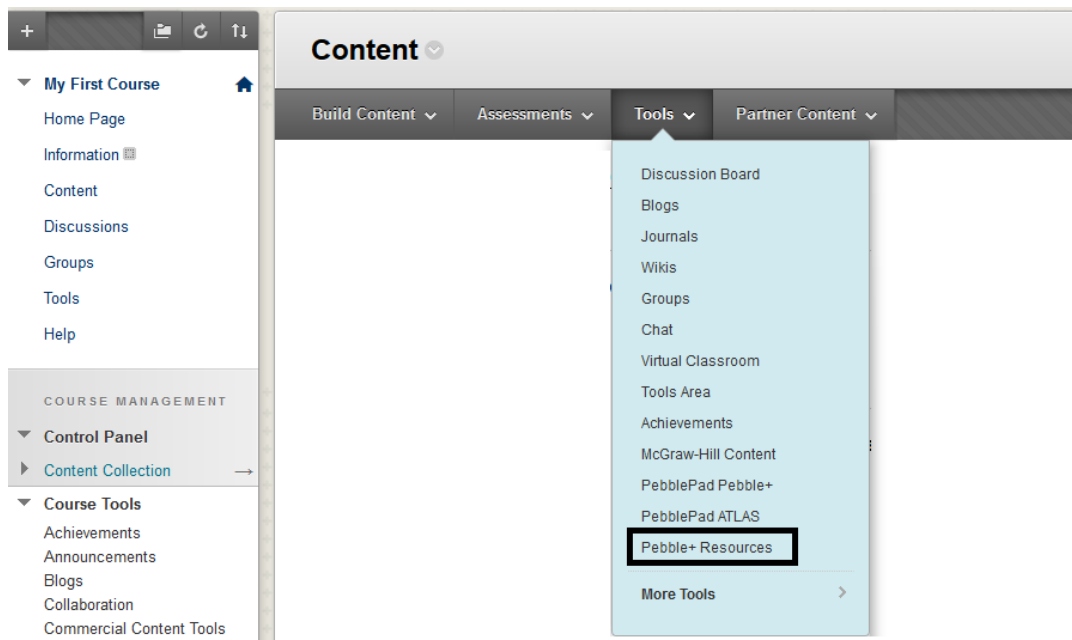 My First Course
Home Page
Information
Content
Discussions
Groups
Tools
Help
COURSE MANAGEMENT
Control Panel
Content Collection
Course Tools
Achievements
Announcements
Blogs
Collaboration
Commercial Content Tools
Content
Build Content
Assessments
Tools
Partner Content
Discussion Board
Blogs
Journals
Wikis
Groups
Chat
Virtual Classroom
Tools Area
Achievements
McGraw-Hill Content
PebblePad Pebble+
PebblePad ATLAS
Pebble+ Resources
More Tools